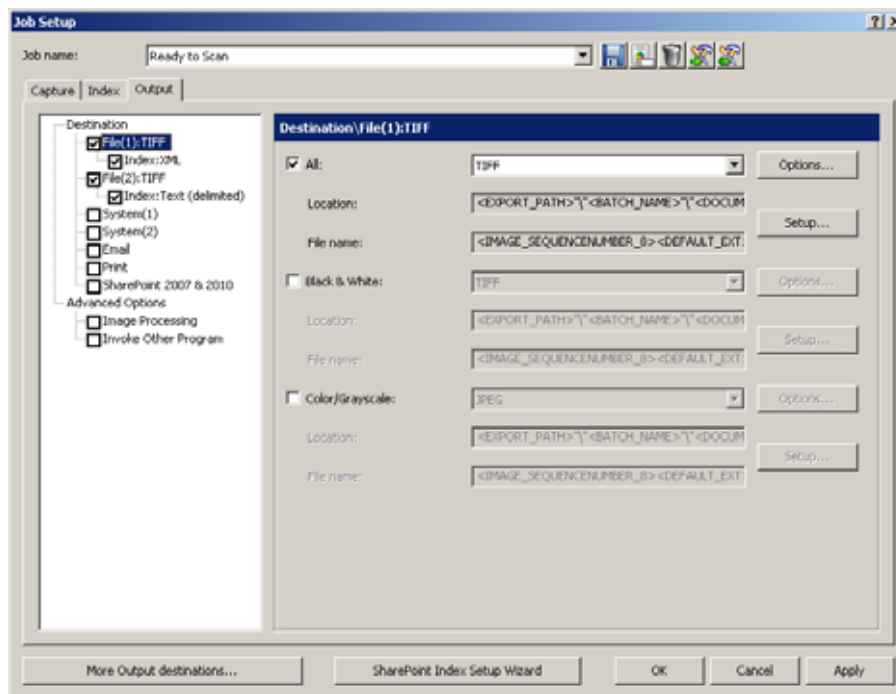 Job Setup
Job name: Ready to Scan
Capture Index Output
Destination
File(1):TIFF
Index:XML
File(2):TIFF
Index:Text (delimited)
System(1)
System(2)
Email
Print
SharePoint 2007 & 2010
Advanced Options
Image Processing
Invoke Other Program
Destination\File(1):TIFF
All: TIFF Options...
Location: <EXPORT_PATH>"\"<BATCH_NAME>"\"<DOCUM
Setup...
File name: <IMAGE_SEQUENCENUMBER_8><DEFAULT_EXT
Black & White: TIFF Options...
Location: <EXPORT_PATH>"\"<BATCH_NAME>"\"<DOCUM
Setup...
File name: <IMAGE_SEQUENCENUMBER_8><DEFAULT_EXT
Color/Grayscale: JPEG Options...
Location: <EXPORT_PATH>"\"<BATCH_NAME>"\"<DOCUM
Setup...
File name: <IMAGE_SEQUENCENUMBER_8><DEFAULT_EXT
More Output destinations... SharePoint Index Setup Wizard OK Cancel Apply